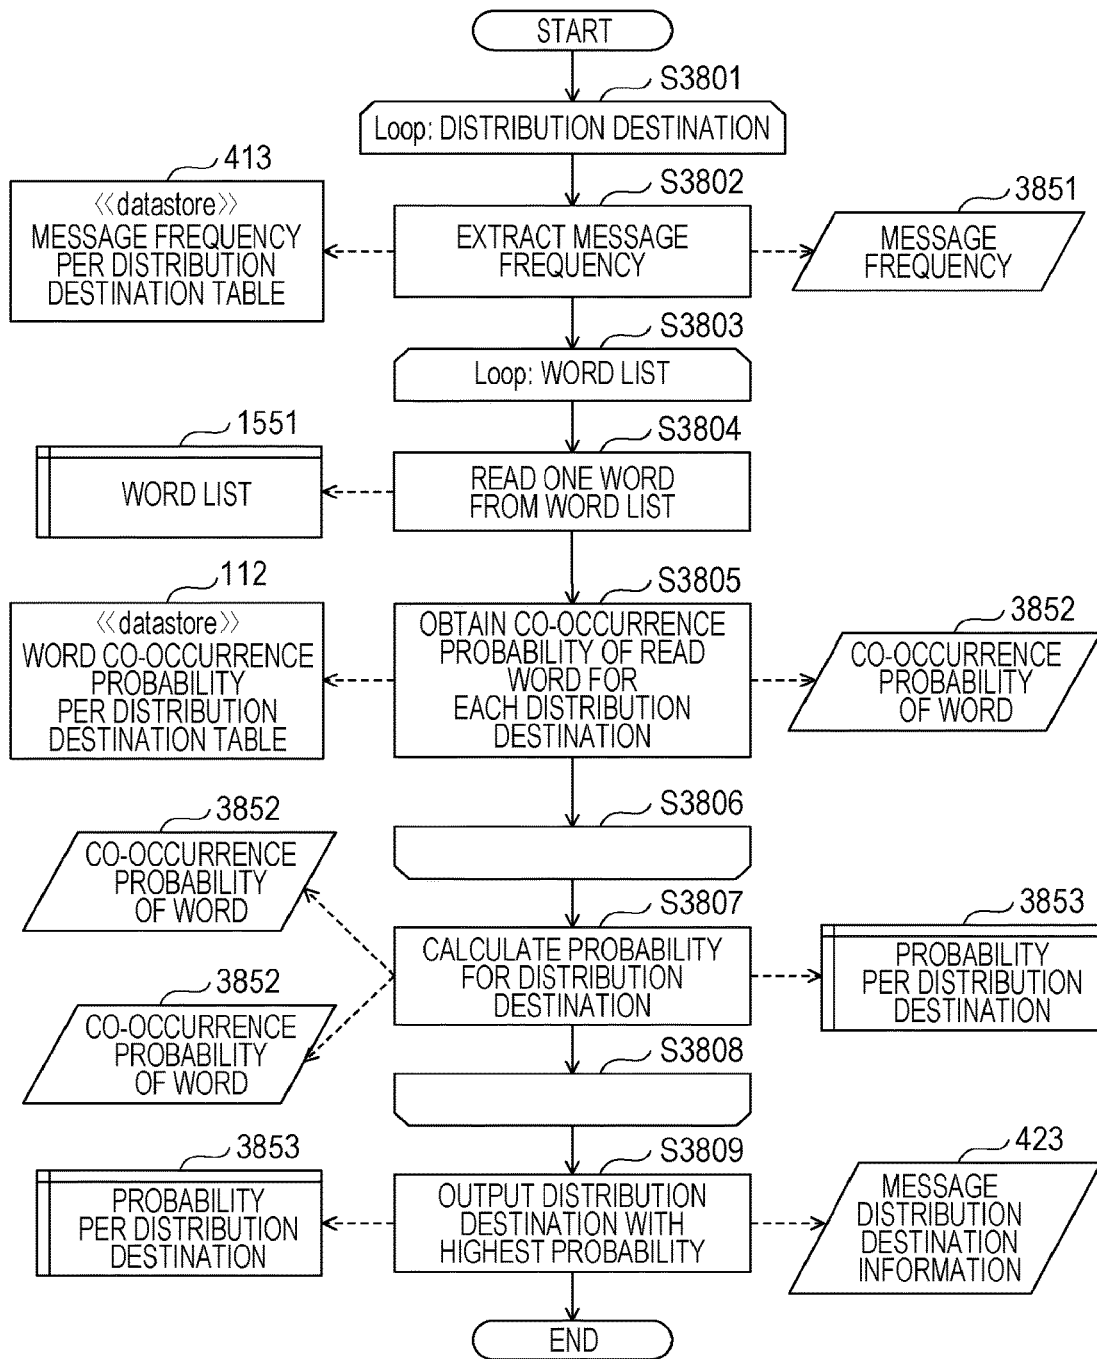 START
S3801
Loop: DISTRIBUTION DESTINATION
413
<<datastore>>
MESSAGE FREQUENCY
PER DISTRIBUTION
DESTINATION TABLE
S3802
EXTRACT MESSAGE
FREQUENCY
3851
MESSAGE
FREQUENCY
S3803
Loop: WORD LIST
1551
WORD LIST
S3804
READ ONE WORD
FROM WORD LIST
112
<<datastore>>
WORD CO-OCCURRENCE
PROBABILITY
PER DISTRIBUTION
DESTINATION TABLE
S3805
OBTAIN CO-OCCURRENCE
PROBABILITY OF READ
WORD FOR
EACH DISTRIBUTION
DESTINATION
3852
CO-OCCURRENCE
PROBABILITY
OF WORD
S3806
3852
CO-OCCURRENCE
PROBABILITY
OF WORD
S3807
CALCULATE PROBABILITY
FOR DISTRIBUTION
DESTINATION
3853
PROBABILITY
PER DISTRIBUTION
DESTINATION
3852
CO-OCCURRENCE
PROBABILITY
OF WORD
S3808
3853
PROBABILITY
PER DISTRIBUTION
DESTINATION
S3809
OUTPUT DISTRIBUTION
DESTINATION WITH
HIGHEST PROBABILITY
423
MESSAGE
DISTRIBUTION
DESTINATION
INFORMATION
END